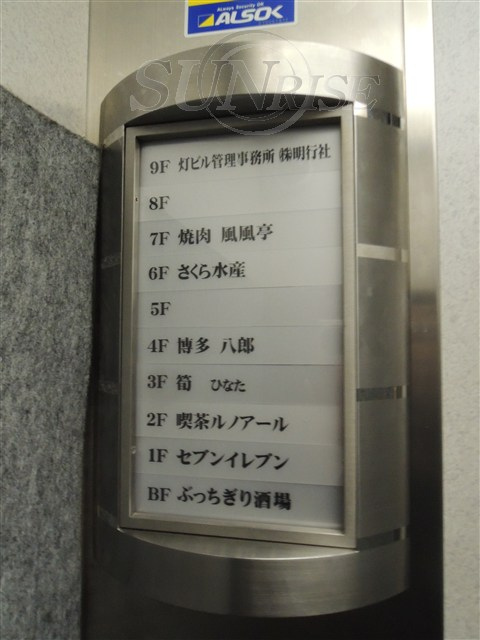 Always Security OK
ALSOK
SUNRISE
9F 灯ビル管理事務所 ㈱明行社
8F
7F 焼肉 風風亭
6F さくら水産
5F
4F 博多 八郎
3F 筍 ひなた
2F 喫茶ルノアール
1F セブンイレブン
BF ぶっちぎり酒場